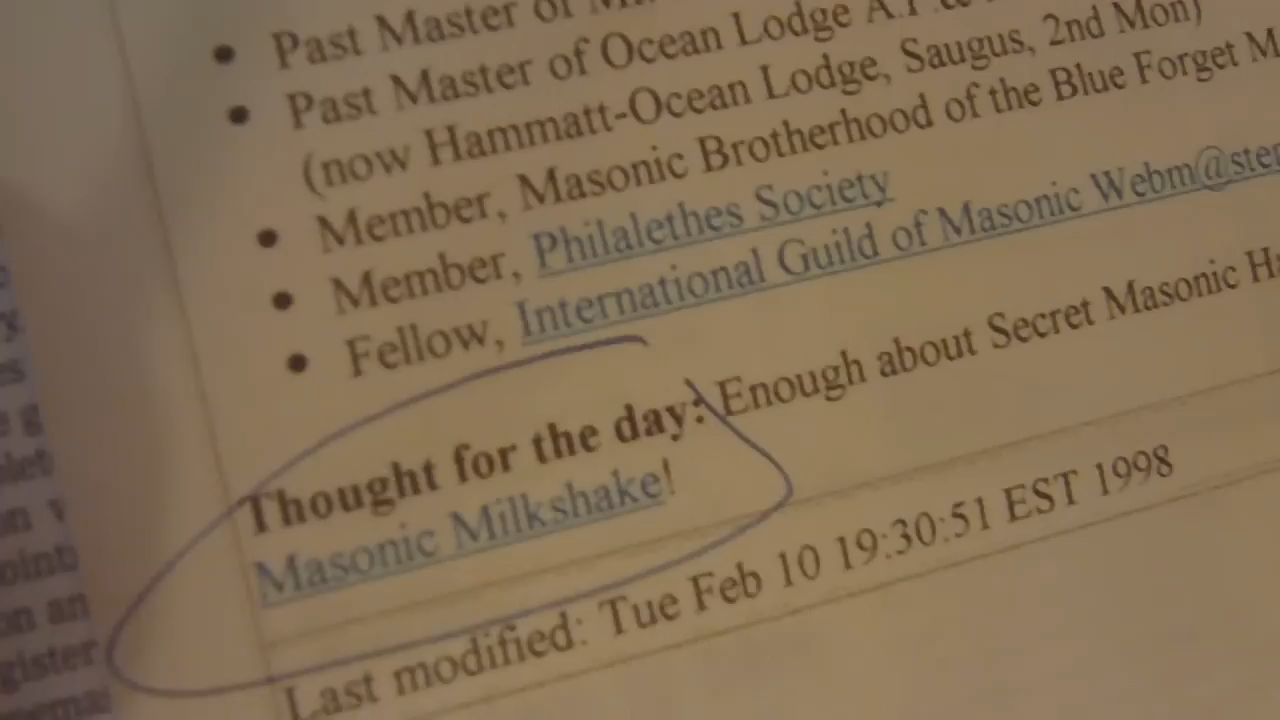 Past Master of
Past Master of Ocean Lodge A.F.&
(now Hammatt-Ocean Lodge, Saugus, 2nd Mon)
Member, Masonic Brotherhood of the Blue Forget
Member, Philalethes Society
Fellow, International Guild of Masonic Webm@ster
Thought for the day: Enough about Secret Masonic
Masonic Milkshake!
Last modified: Tue Feb 10 19:30:51 EST 1998